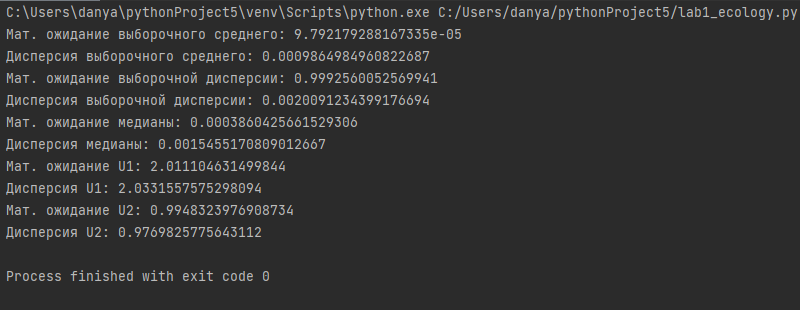 C:\Users\danya\pythonProject5\venv\Scripts\python.exe C:/Users/danya/pythonProject5/lab1_ecology.py
Мат. ожидание выборочного среднего: 9.792179288167335e-05
Дисперсия выборочного среднего: 0.0009864984960822687
Мат. ожидание выборочной дисперсии: 0.9992560052569941
Дисперсия выборочной дисперсии: 0.0020091234399176694
Мат. ожидание медианы: 0.0003860425661529306
Дисперсия медианы: 0.0015455170809012667
Мат. ожидание U1: 2.011104631499844
Дисперсия U1: 2.0331557575298094
Мат. ожидание U2: 0.9948323976908734
Дисперсия U2: 0.9769825775643112
Process finished with exit code 0